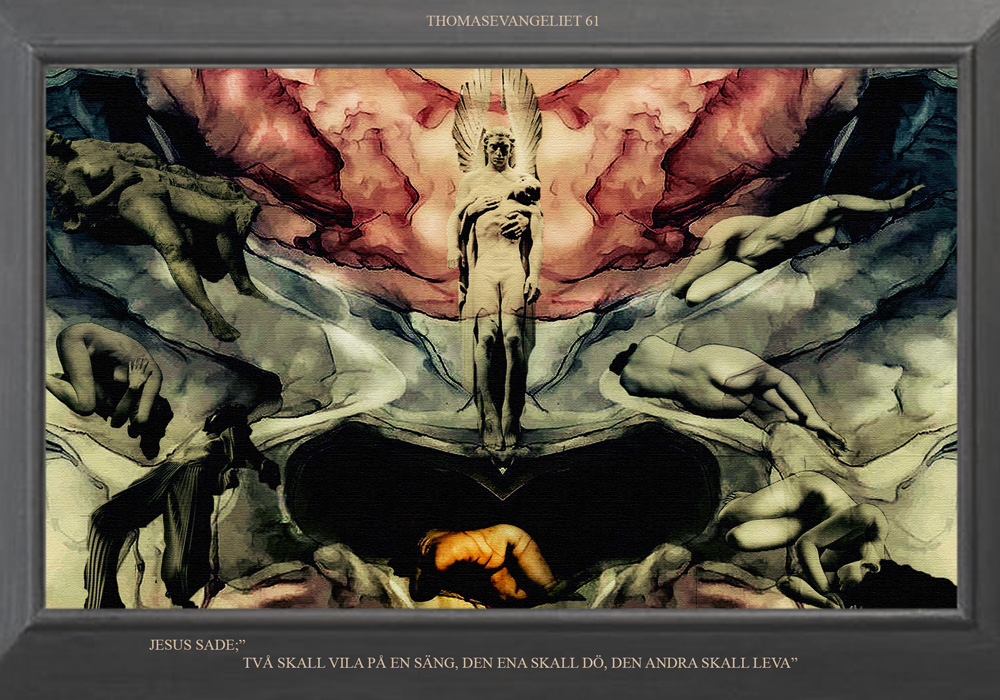 THOMASEVANGELIET 61
JESUS SADE;”
TVÅ SKALL VILA PÅ EN SÄNG, DEN ENA SKALL DÖ, DEN ANDRA SKALL LEVA”